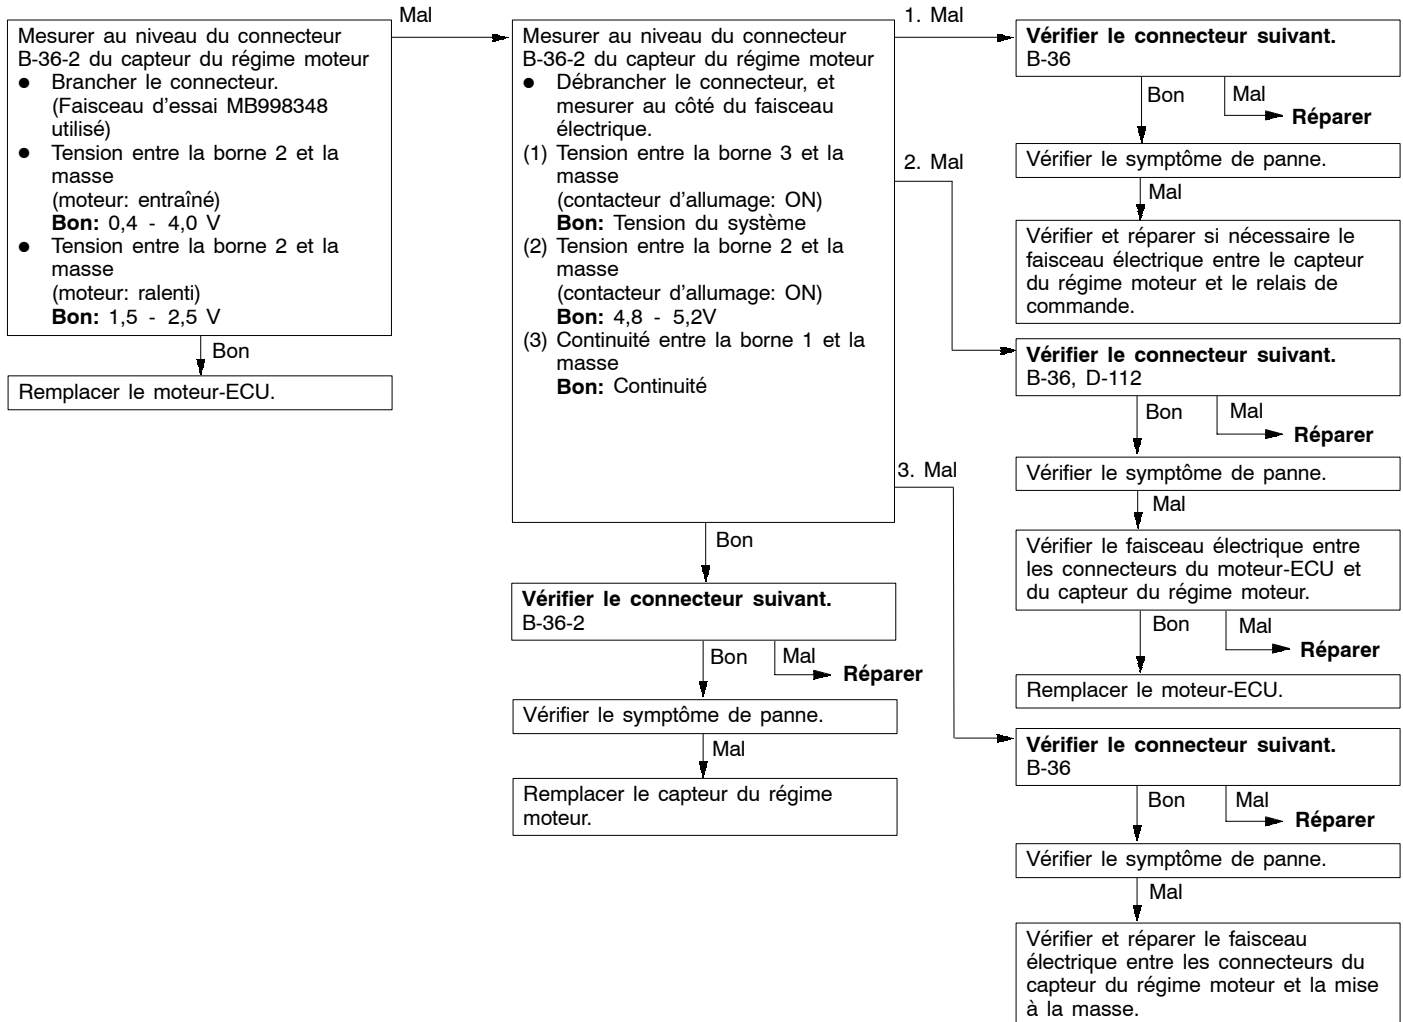 Mesurer au niveau du connecteur
B-36-2 du capteur du régime moteur
● Brancher le connecteur.
(Faisceau d'essai MB998348
utilisé)
● Tension entre la borne 2 et la
masse
(moteur: entraîné)
Bon: 0,4 - 4,0 V
● Tension entre la borne 2 et la
masse
(moteur: ralenti)
Bon: 1,5 - 2,5 V
Bon
Remplacer le moteur-ECU.
Mal
Mesurer au niveau du connecteur
B-36-2 du capteur du régime moteur
● Débrancher le connecteur, et
mesurer au côté du faisceau
électrique.
(1) Tension entre la borne 3 et la
masse
(contacteur d'allumage: ON)
Bon: Tension du système
(2) Tension entre la borne 2 et la
masse
(contacteur d'allumage: ON)
Bon: 4,8 - 5,2V
(3) Continuité entre la borne 1 et la
masse
Bon: Continuité
Bon
Vérifier le connecteur suivant.
B-36-2
Bon
Mal
Réparer
Vérifier le symptôme de panne.
Mal
Remplacer le capteur du régime
moteur.
1. Mal
Vérifier le connecteur suivant.
B-36
Bon
Mal
Réparer
Vérifier le symptôme de panne.
Mal
Vérifier et réparer si nécessaire le
faisceau électrique entre le capteur
du régime moteur et le relais de
commande.
2. Mal
Vérifier le connecteur suivant.
B-36, D-112
Bon
Mal
Réparer
Vérifier le symptôme de panne.
Mal
Vérifier le faisceau électrique entre
les connecteurs du moteur-ECU et
du capteur du régime moteur.
Bon
Mal
Réparer
Remplacer le moteur-ECU.
3. Mal
Vérifier le connecteur suivant.
B-36
Bon
Mal
Réparer
Vérifier le symptôme de panne.
Mal
Vérifier et réparer le faisceau
électrique entre les connecteurs du
capteur du régime moteur et la mise
à la masse.